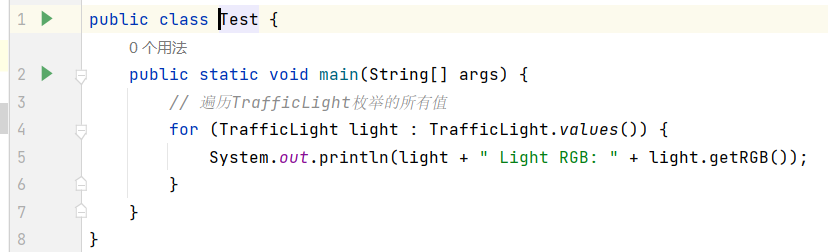 1 public class Test {
0 个用法
2 public static void main(String[] args) {
3 // 遍历TrafficLight枚举的所有值
4 for (TrafficLight light : TrafficLight.values()) {
5 System.out.println(light + " Light RGB: " + light.getRGB());
6 }
7 }
8 }